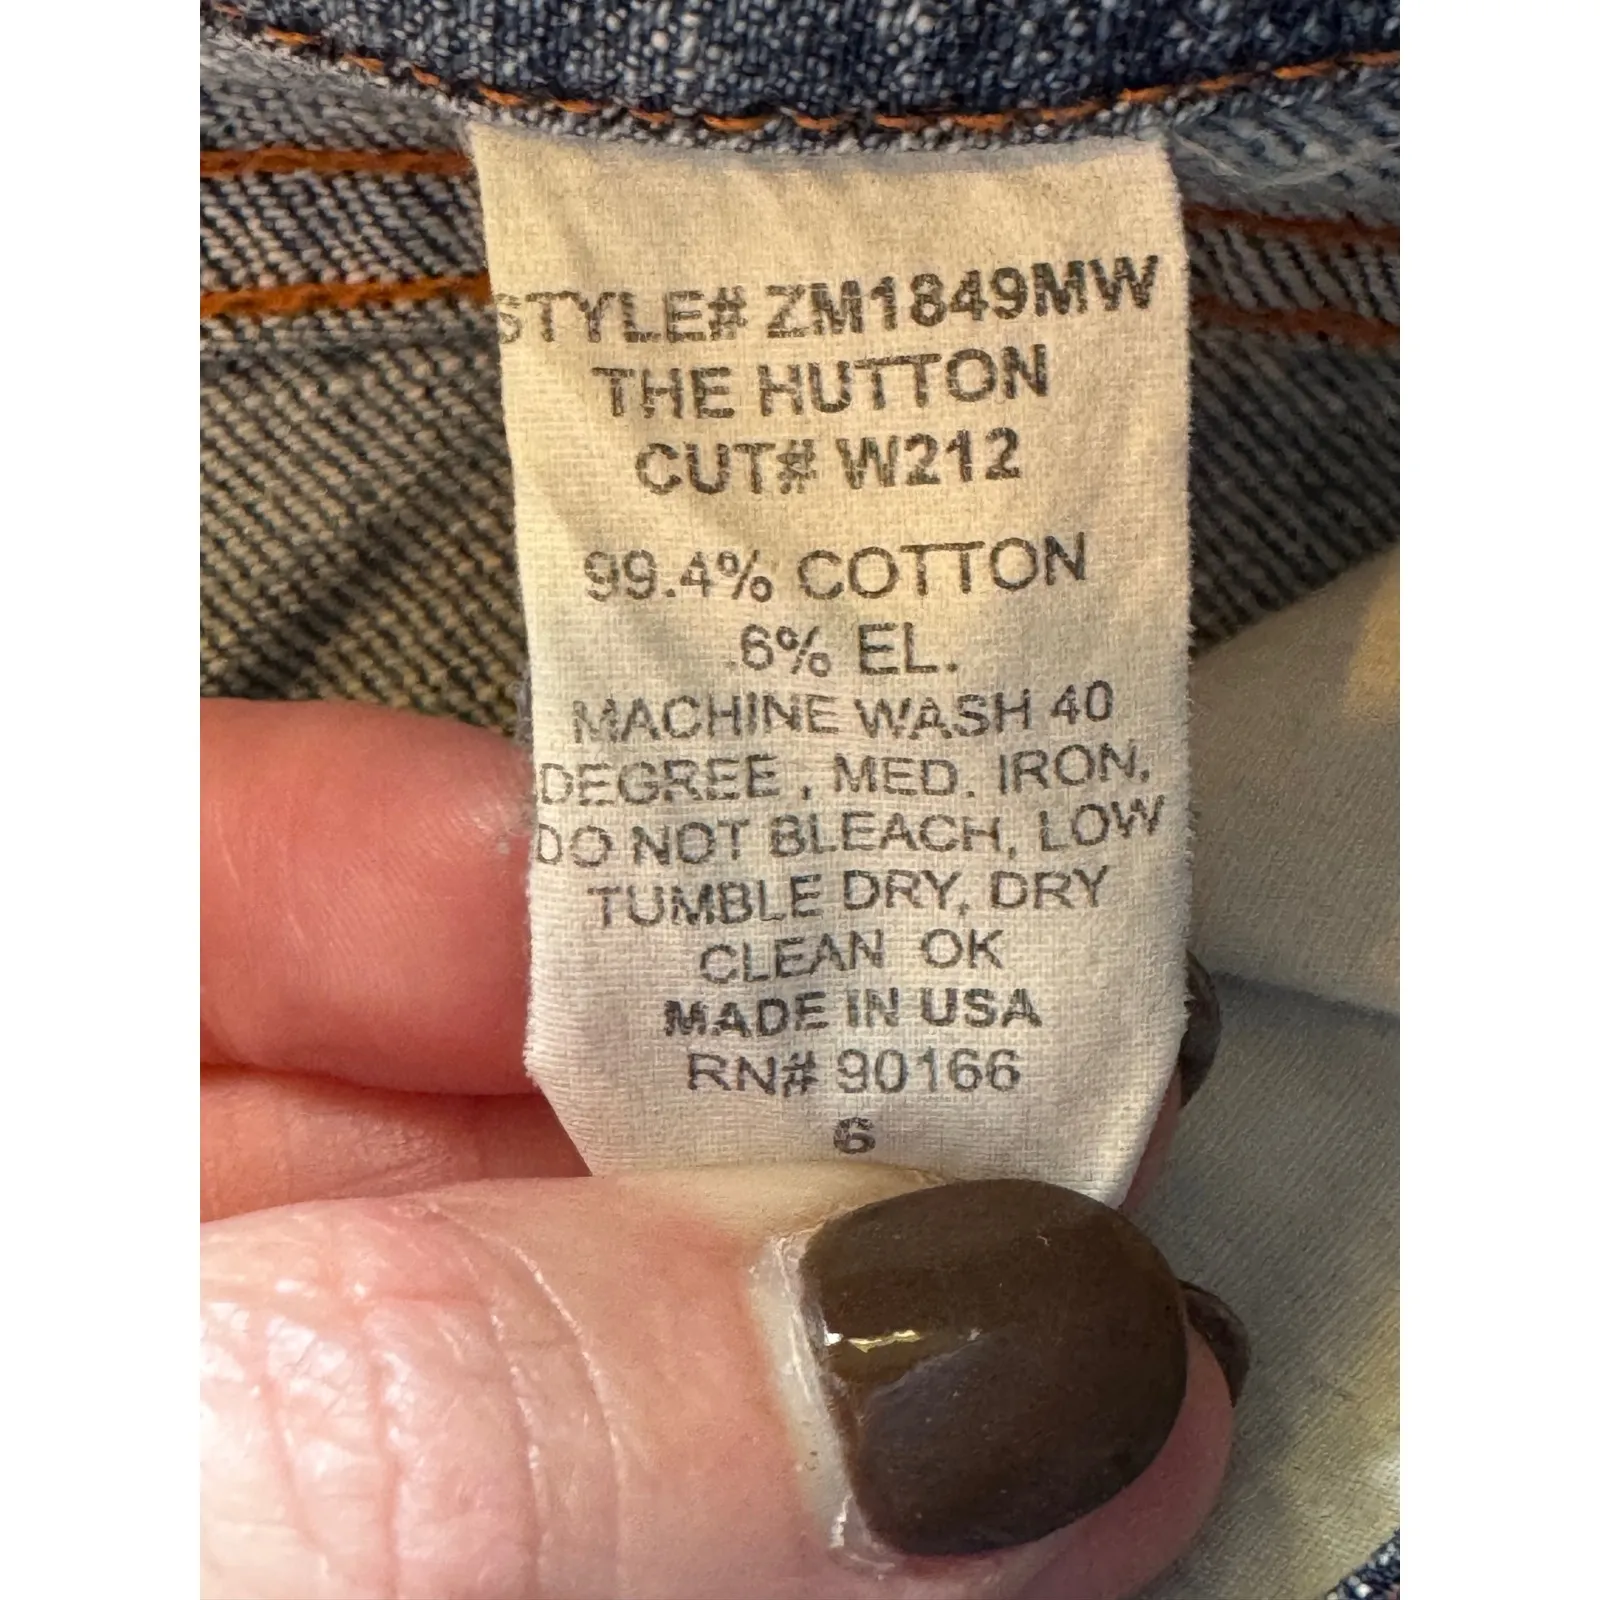 STYLE# ZM1849MW
THE HUTTON
CUT# W212
99.4% COTTON
.6% EL.
MACHINE WASH 40
DEGREE , MED. IRON,
DO NOT BLEACH, LOW
TUMBLE DRY, DRY
CLEAN OK
MADE IN USA
RN# 90166
6